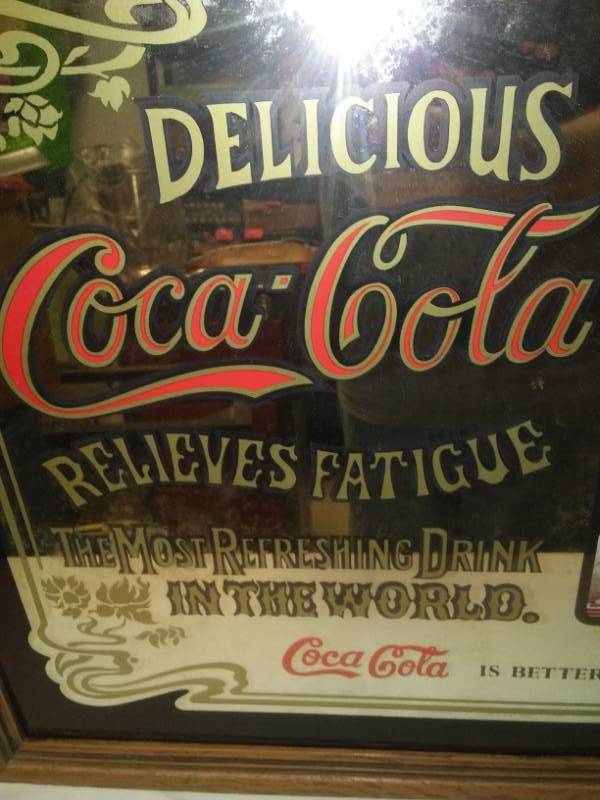 DELICIOUS
Coca-Cola
RELIEVES FATIGUE
THE MOST REFRESHING DRINK
IN THE WORLD.
Coca Cola IS BETTER